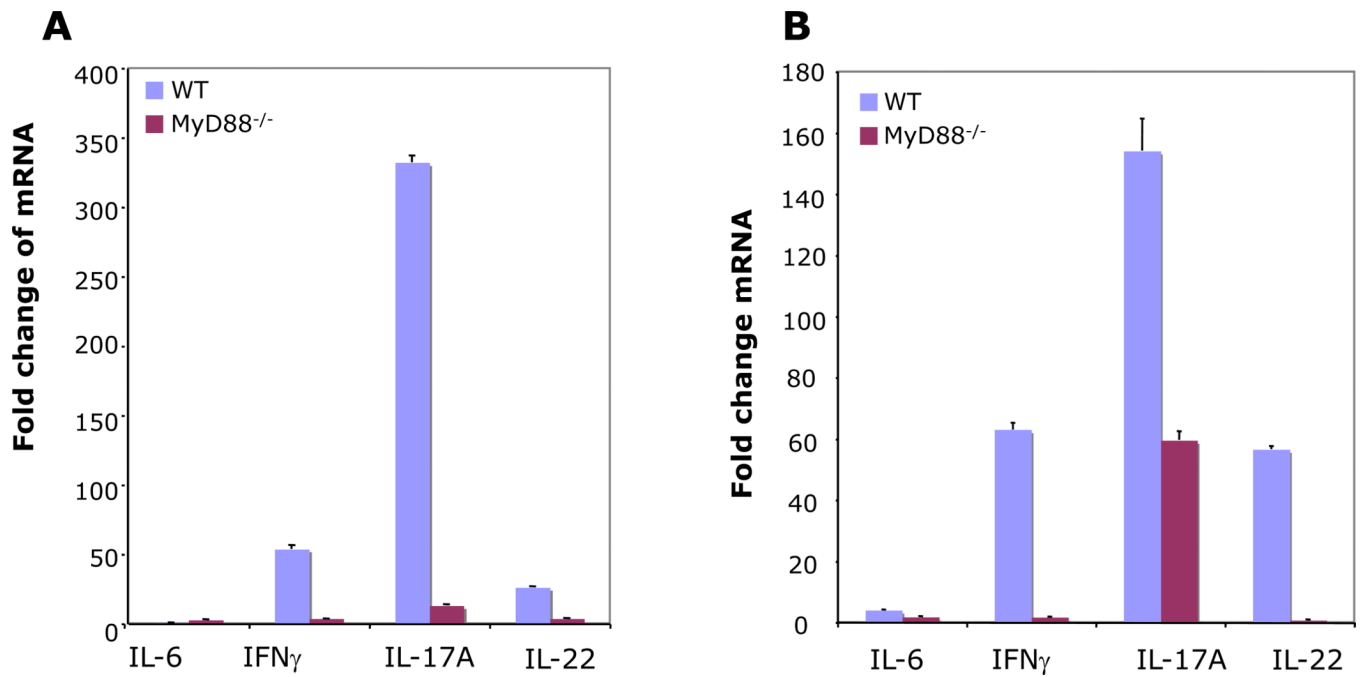 A
Fold change of mRNA
400
350
300
250
200
150
100
50
0
WT
MyD88-/-
IL-6 IFNγ IL-17A IL-22
B
Fold change mRNA
180
160
140
120
100
80
60
40
20
0
WT
MyD88-/-
IL-6 IFNγ IL-17A IL-22